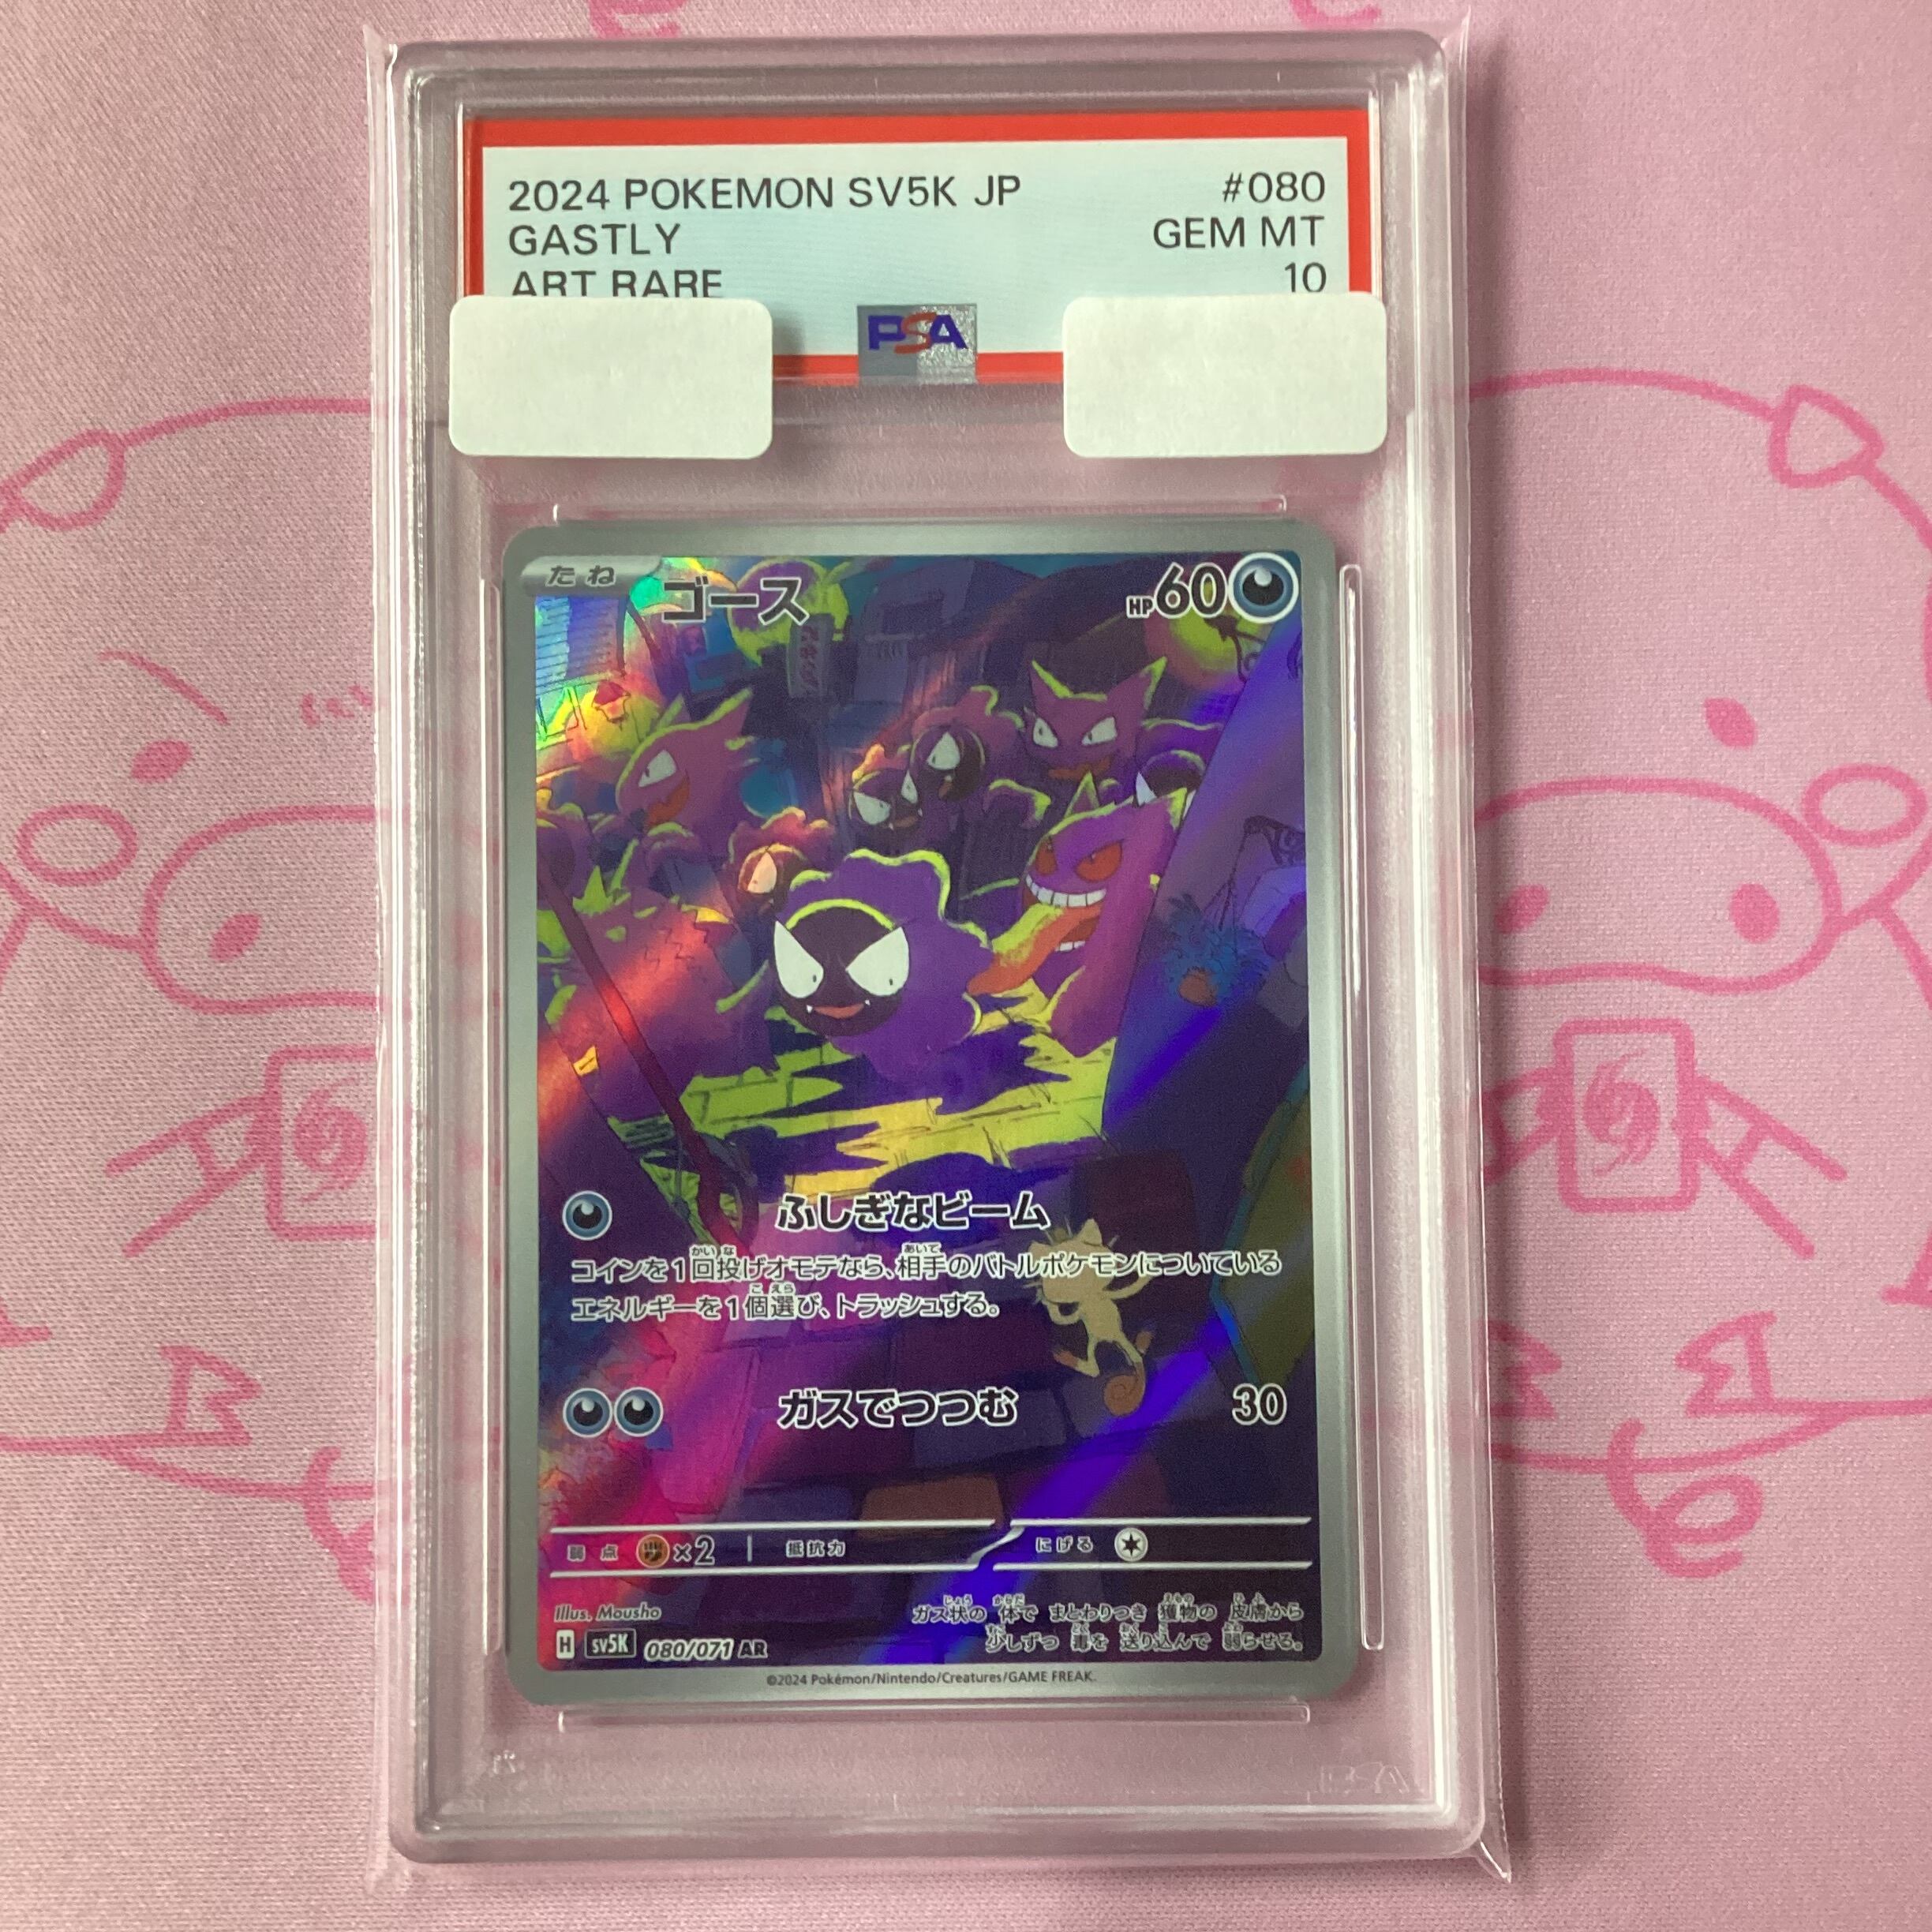 2024 POKEMON SV5K JP #080
GASTLY GEM MT
ART RARE 10
PSA
たね ゴース HP60
ふしぎなビーム
コインを1回投げオモテなら、相手のバトルポケモンについている
エネルギーを1個選び、トラッシュする。
ガスでつつむ 30
弱点 ×2 抵抗力 にげる
Illus. Mousho
ガス状の 体で まとわりつき 獲物の 皮膚から
少しずつ 毒を 送り込んで 弱らせる。
H SV5K 080/071 AR
©2024 Pokémon/Nintendo/Creatures/GAME FREAK.
PSA